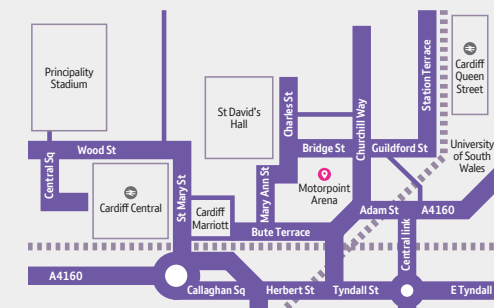 Principality
Stadium
Wood St
Central Sq
Cardiff Central
St Mary St
Cardiff
Marriott
St David's
Hall
Charles St
Mary Ann St
Bridge St
Motorpoint
Arena
Churchill Way
Guildford St
Station Terrace
Cardiff
Queen
Street
University
of South
Wales
Adam St
A4160
Bute Terrace
Central link
A4160
Callaghan Sq
Herbert St
Tyndall St
E Tyndall